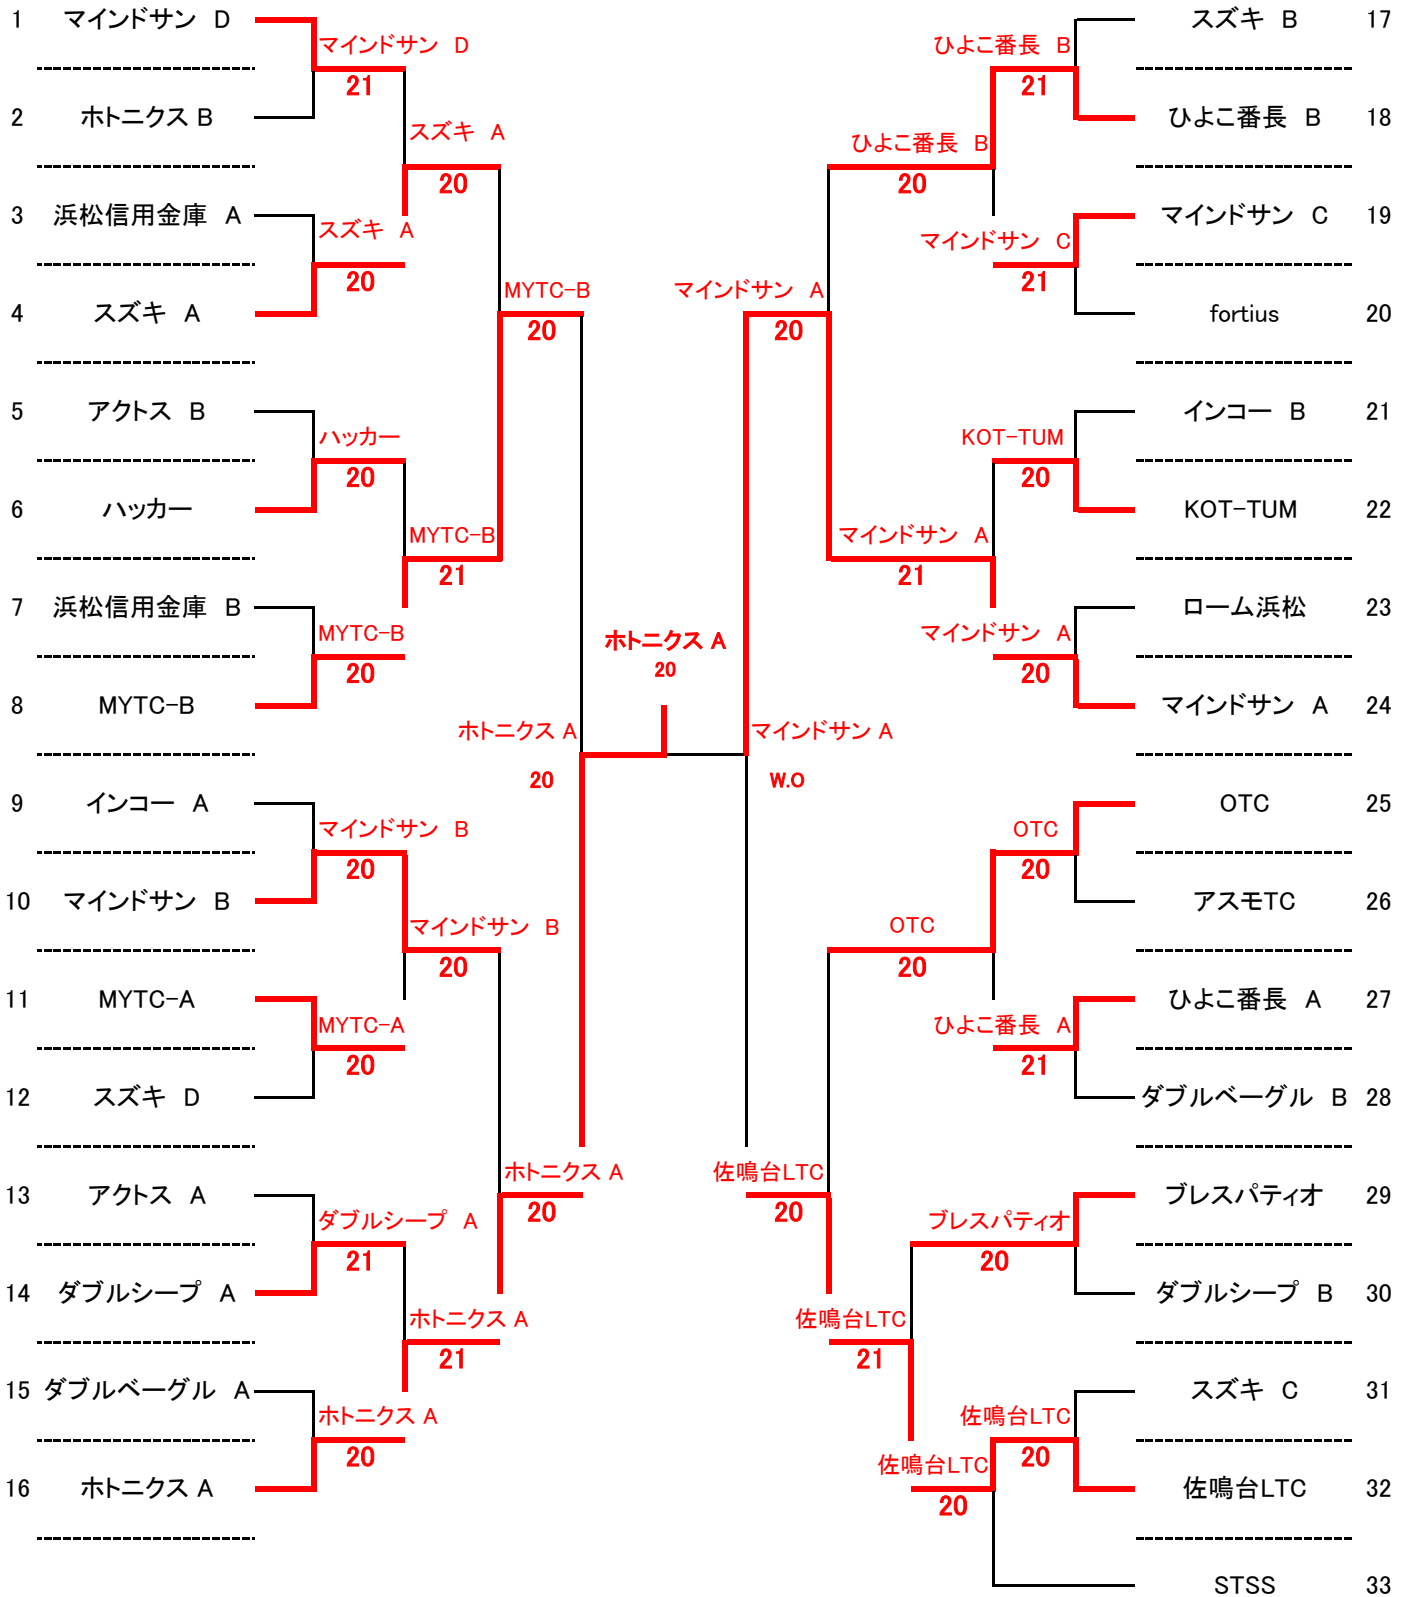 1 マインドサン D
マインドサン D
21
2 ホトニクス B
スズキ A
20
3 浜松信用金庫 A
スズキ A
20
4 スズキ A
MYTC-B
20
5 アクトス B
ハッカー
20
6 ハッカー
MYTC-B
21
7 浜松信用金庫 B
MYTC-B
20
8 MYTC-B
ホトニクス A
20
9 インコー A
マインドサン B
20
10 マインドサン B
マインドサン B
20
11 MYTC-A
MYTC-A
20
12 スズキ D
ホトニクス A
20
13 アクトス A
ダブルシープ A
21
14 ダブルシープ A
ホトニクス A
21
15 ダブルベーグル A
ホトニクス A
20
16 ホトニクス A
ホトニクス A
20
スズキ B 17
ひよこ番長 B
21
ひよこ番長 B 18
ひよこ番長 B
20
マインドサン C 19
マインドサン C
21
fortius 20
マインドサン A
20
インコー B 21
KOT-TUM
20
KOT-TUM 22
マインドサン A
21
ローム浜松 23
マインドサン A
20
マインドサン A 24
マインドサン A
W.O
OTC 25
OTC
20
アスモTC 26
OTC
20
ひよこ番長 A 27
ひよこ番長 A
21
ダブルベーグル B 28
佐鳴台LTC
20
ブレスパティオ 29
ブレスパティオ
20
ダブルシープ B 30
佐鳴台LTC
21
スズキ C 31
佐鳴台LTC
20
佐鳴台LTC
20
佐鳴台LTC 32
STSS 33